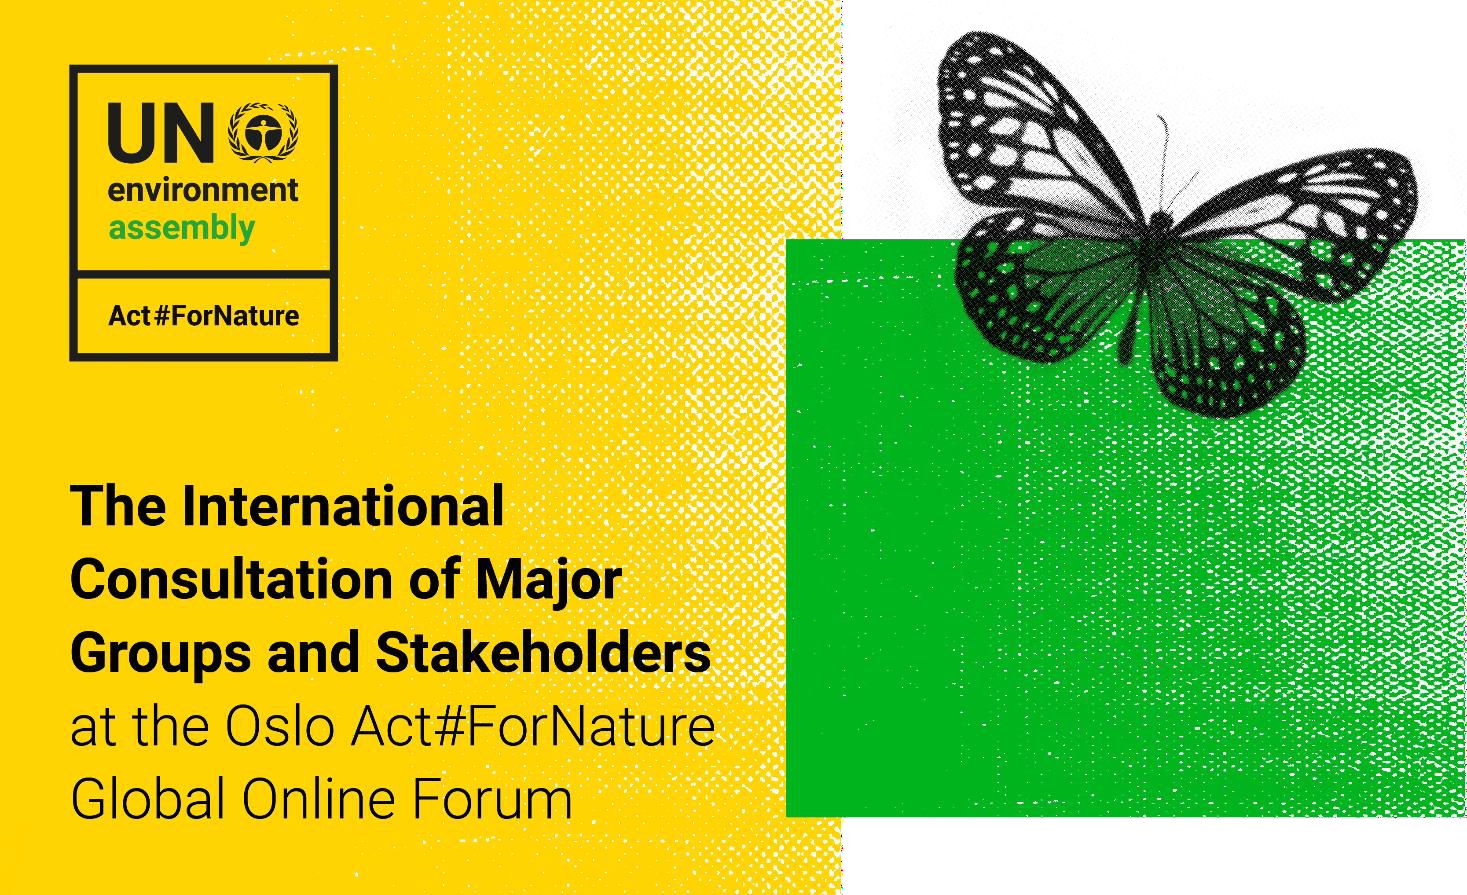 UN
environment
assembly
Act#ForNature
The International
Consultation of Major
Groups and Stakeholders
at the Oslo Act#ForNature
Global Online Forum